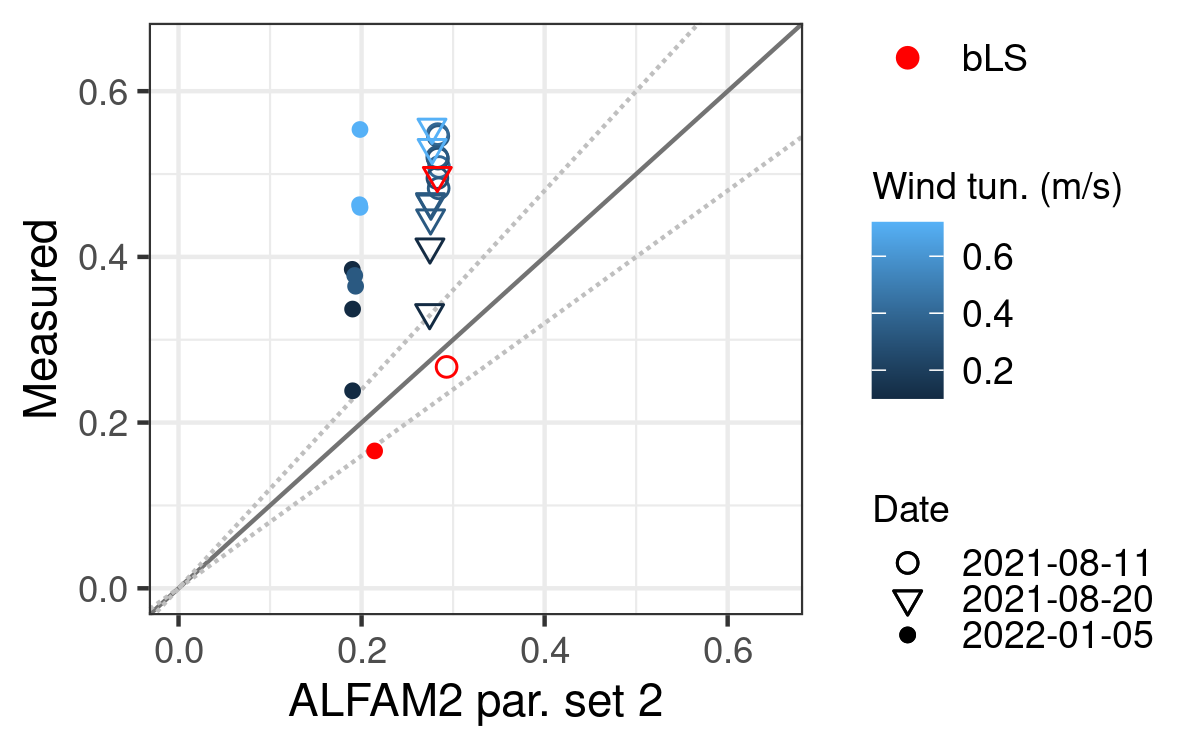 0.6
0.4
0.2
0.0
Measured
0.0 0.2 0.4 0.6
ALFAM2 par. set 2
bLS
Wind tun. (m/s)
0.6
0.4
0.2
Date
2021-08-11
2021-08-20
2022-01-05